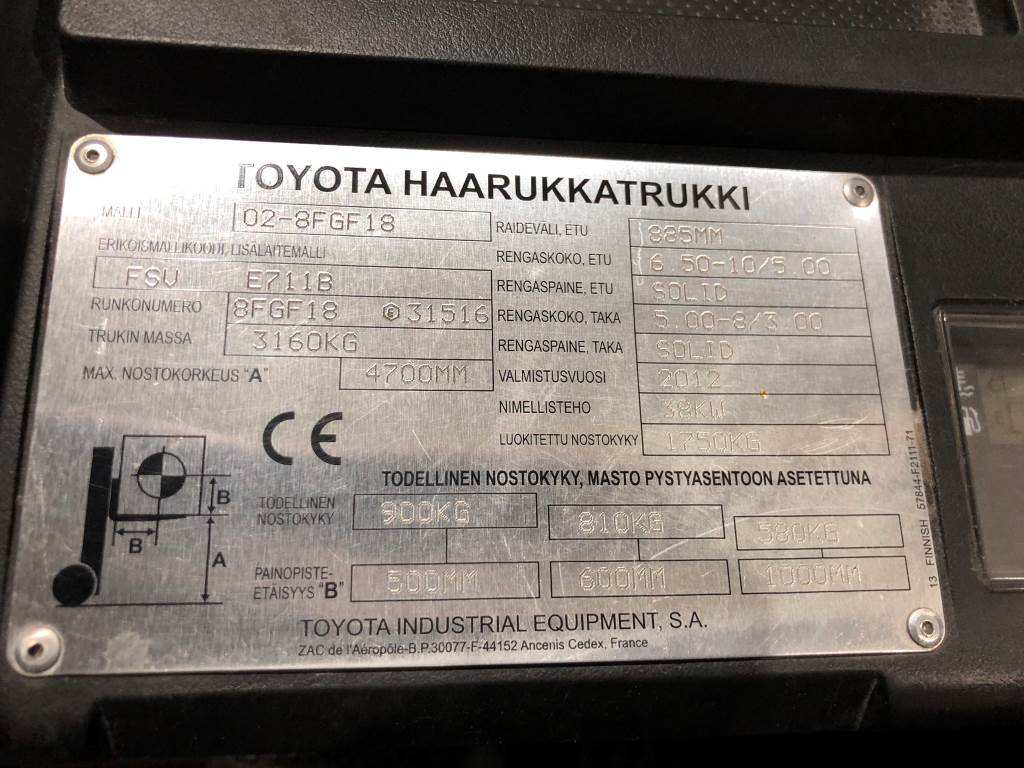 TOYOTA HAARUKKATRUKKI
MALLI 02-8FGF18
ERIKOISMALLIKOODI, LISÄLAITEMALLI
FSV E711B
RUNKONUMERO 8FGF18 Ⓔ31516
TRUKIN MASSA 3160KG
MAX. NOSTOKORKEUS "A" 4700MM
RAIDEVÄLI, ETU 885MM
RENGASKOKO, ETU 6.50-10/5.00
RENGASPAINE, ETU SOLID
RENGASKOKO, TAKA 5.00-8/3.00
RENGASPAINE, TAKA SOLID
VALMISTUSVUOSI 2012
NIMELLISTEHO 38KW
LUOKITETTU NOSTOKYKY 1750KG
CE
B
B
A
TODELLINEN NOSTOKYKY, MASTO PYSTYASENTOON ASETETTUNA
TODELLINEN
NOSTOKYKY 900KG 810KG 580KG
PAINOPISTE-
ETÄISYYS "B" 500MM 600MM 1000MM
TOYOTA INDUSTRIAL EQUIPMENT, S.A.
ZAC de l'Aéropôle-B.P.30077-F-44152 Ancenis Cedex, France
13 FINNISH 57844-F2111-71